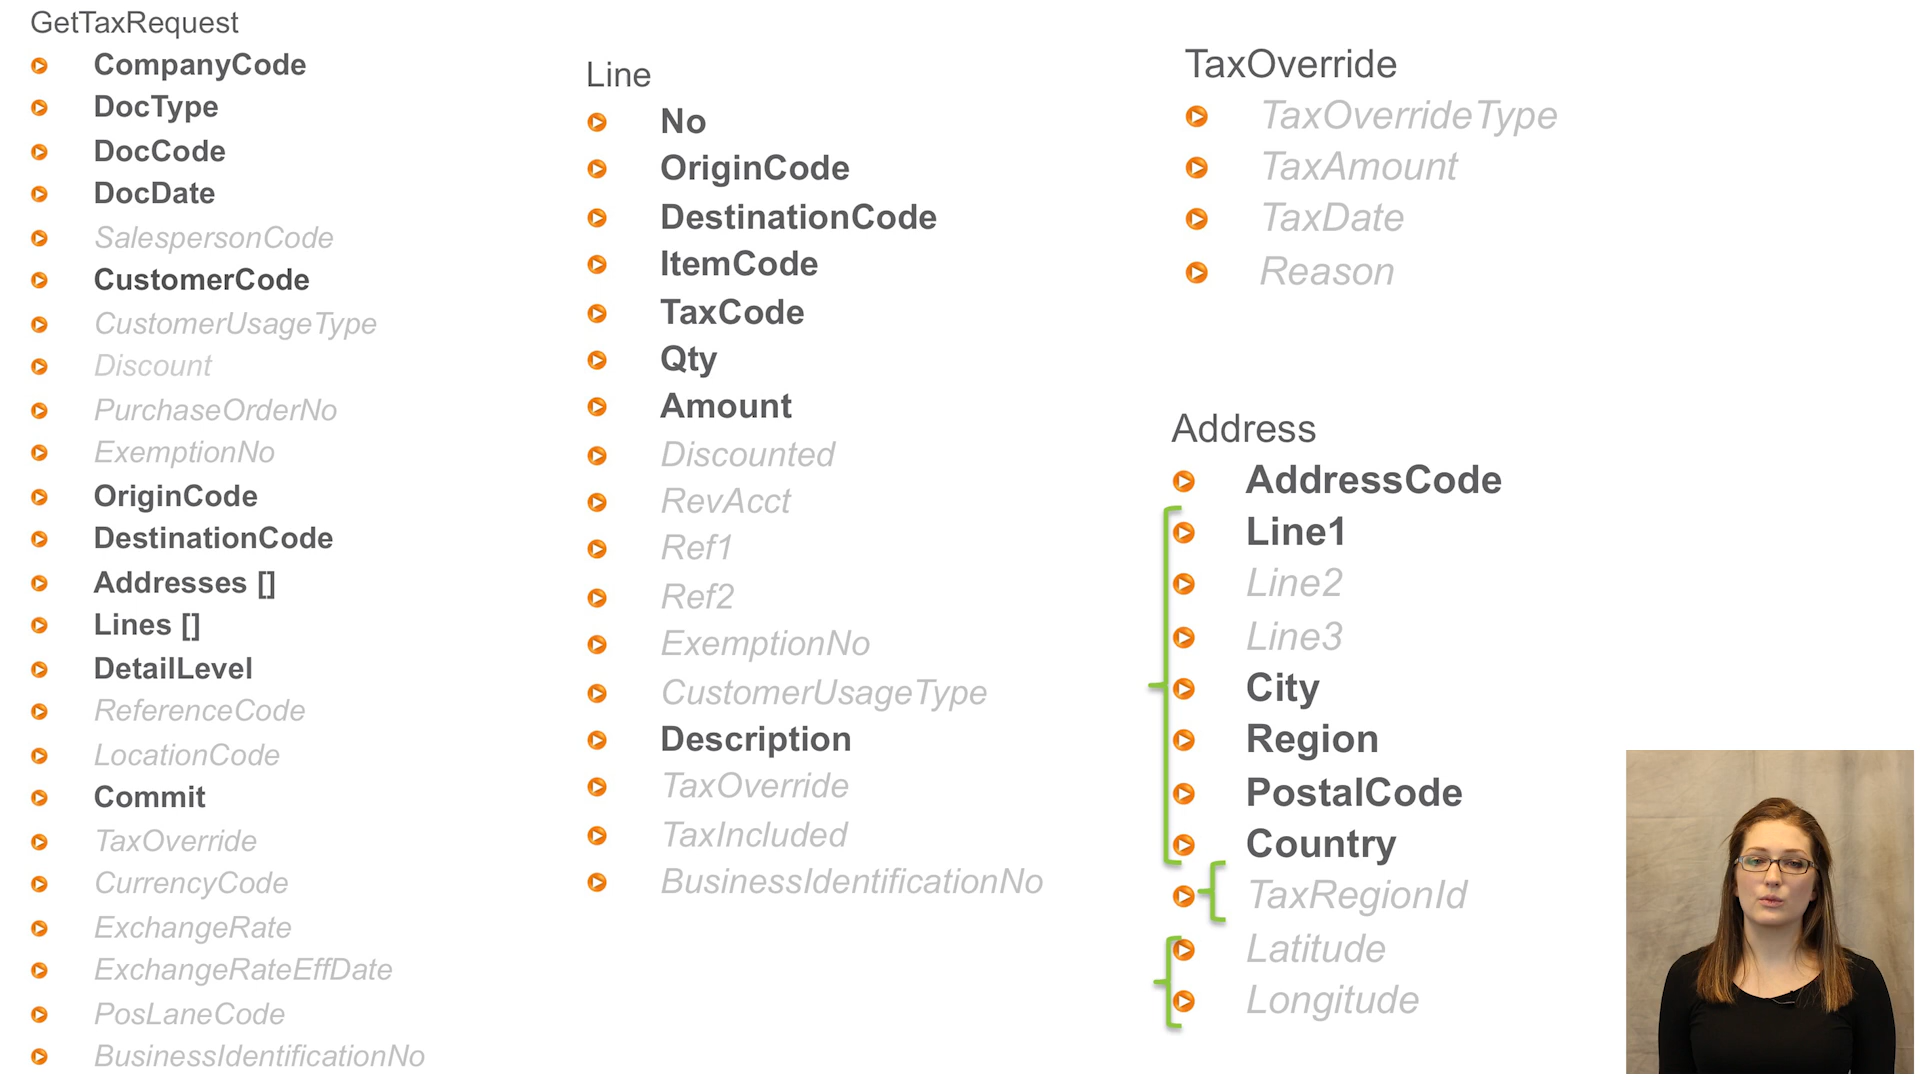 GetTaxRequest
CompanyCode
DocType
DocCode
DocDate
SalespersonCode
CustomerCode
CustomerUsageType
Discount
PurchaseOrderNo
ExemptionNo
OriginCode
DestinationCode
Addresses []
Lines []
DetailLevel
ReferenceCode
LocationCode
Commit
TaxOverride
CurrencyCode
ExchangeRate
ExchangeRateEffDate
PosLaneCode
BusinessIdentificationNo
Line
No
OriginCode
DestinationCode
ItemCode
TaxCode
Qty
Amount
Discounted
RevAcct
Ref1
Ref2
ExemptionNo
CustomerUsageType
Description
TaxOverride
TaxIncluded
BusinessIdentificationNo
TaxOverride
TaxOverrideType
TaxAmount
TaxDate
Reason
Address
AddressCode
Line1
Line2
Line3
City
Region
PostalCode
Country
TaxRegionId
Latitude
Longitude